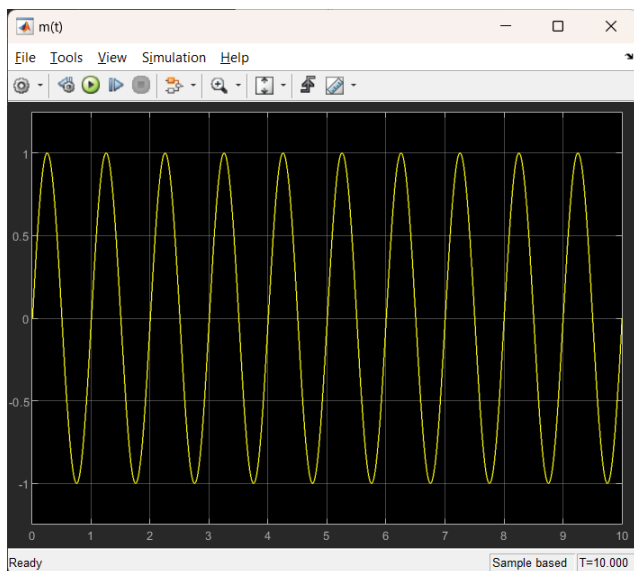 m(t)
File Tools View Simulation Help
1
0.5
0
-0.5
-1
0 1 2 3 4 5 6 7 8 9 10
Ready Sample based T=10.000